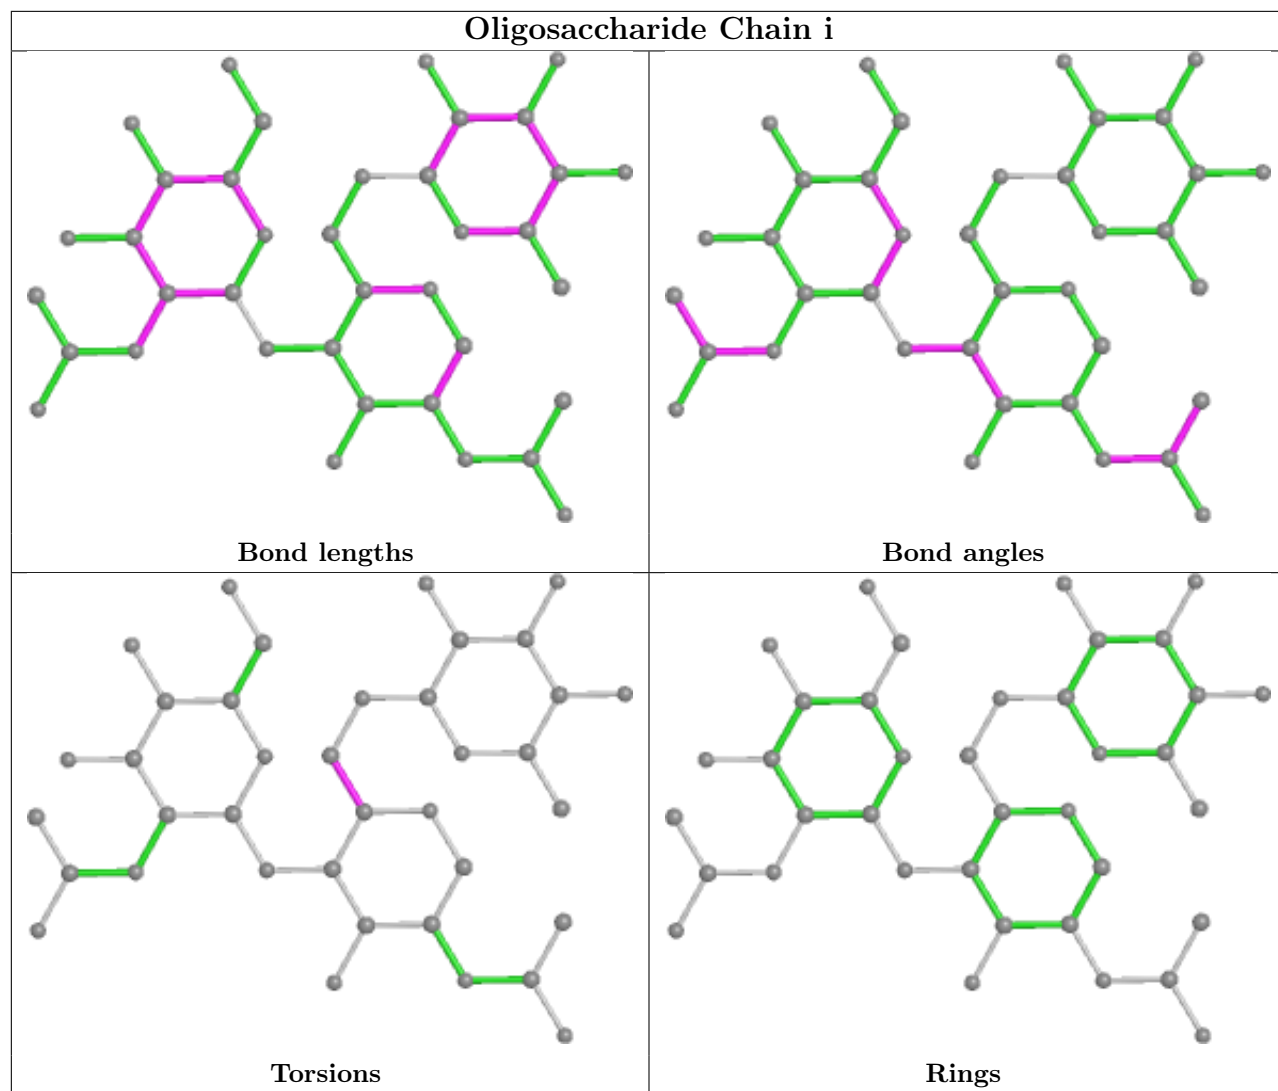 Oligosaccharide Chain i
Bond lengths
Bond angles
Torsions
Rings